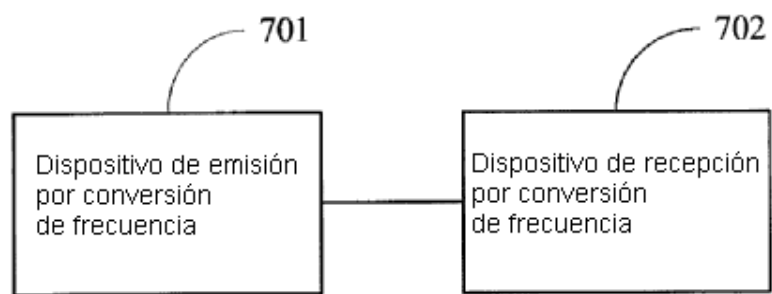 701
702
Dispositivo de emisión
por conversión
de frecuencia
Dispositivo de recepción
por conversión
de frecuencia